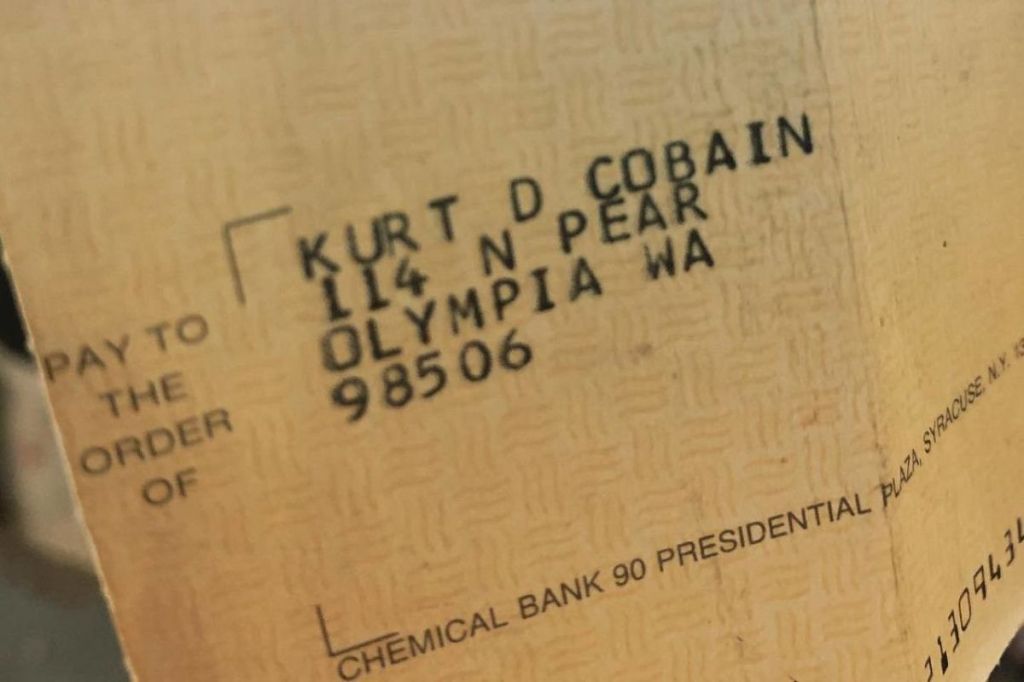 KURT D COBAIN
114 N PEAR
OLYMPIA WA
98506
PAY TO
THE
ORDER
OF
CHEMICAL BANK 90 PRESIDENTIAL PLAZA, SYRACUSE, N.Y.